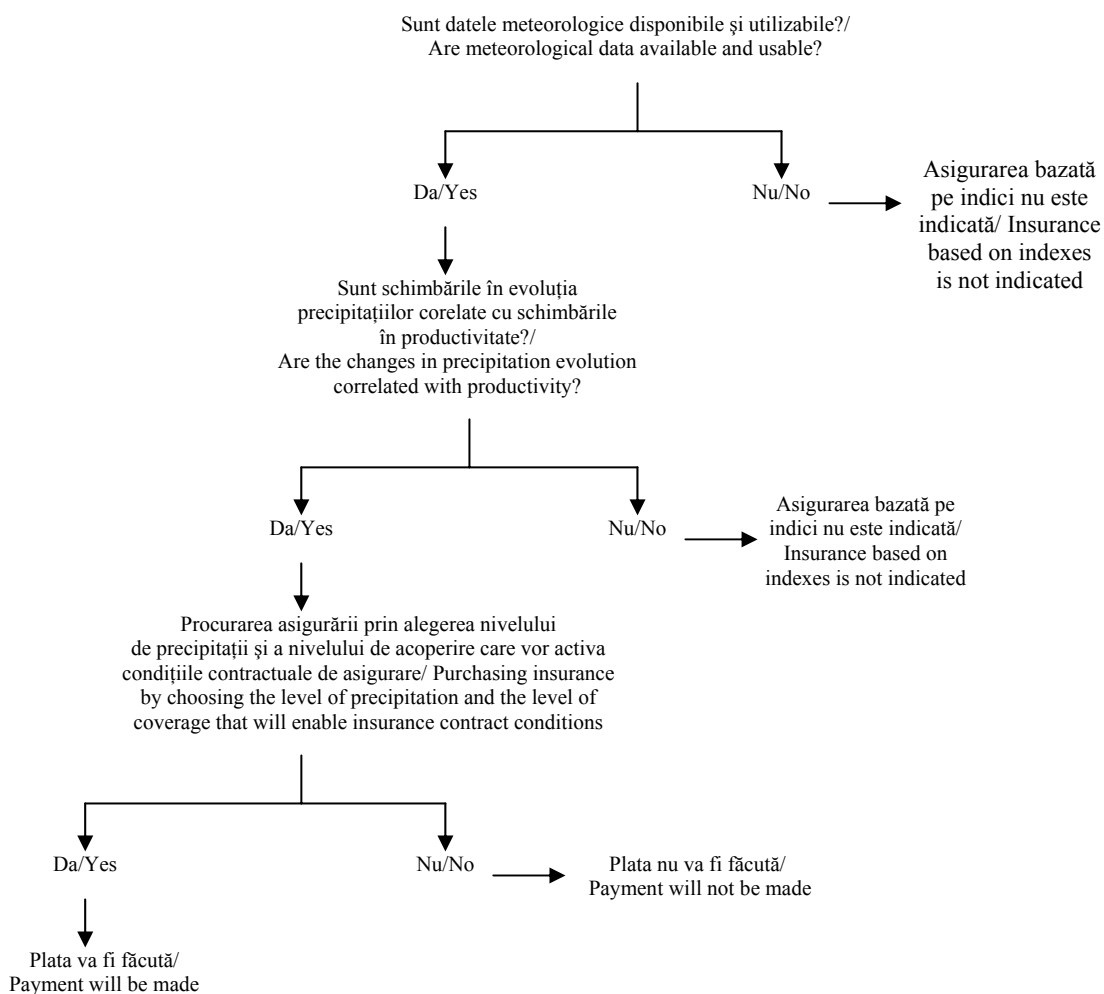 Sunt datele meteorologice disponibile şi utilizabile?/
Are meteorological data available and usable?
Da/Yes
Nu/No
Asigurarea bazată
pe indici nu este
indicată/ Insurance
based on indexes
is not indicated
Sunt schimbările în evoluția
precipitațiilor corelate cu schimbările
în productivitate?/
Are the changes in precipitation evolution
correlated with productivity?
Da/Yes
Nu/No
Asigurarea bazată pe
indici nu este indicată/
Insurance based on
indexes is not indicated
Procurarea asigurării prin alegerea nivelului
de precipitații şi a nivelului de acoperire care vor activa
condițiile contractuale de asigurare/ Purchasing insurance
by choosing the level of precipitation and the level of
coverage that will enable insurance contract conditions
Da/Yes
Nu/No
Plata nu va fi făcută/
Payment will not be made
Plata va fi făcută/
Payment will be made